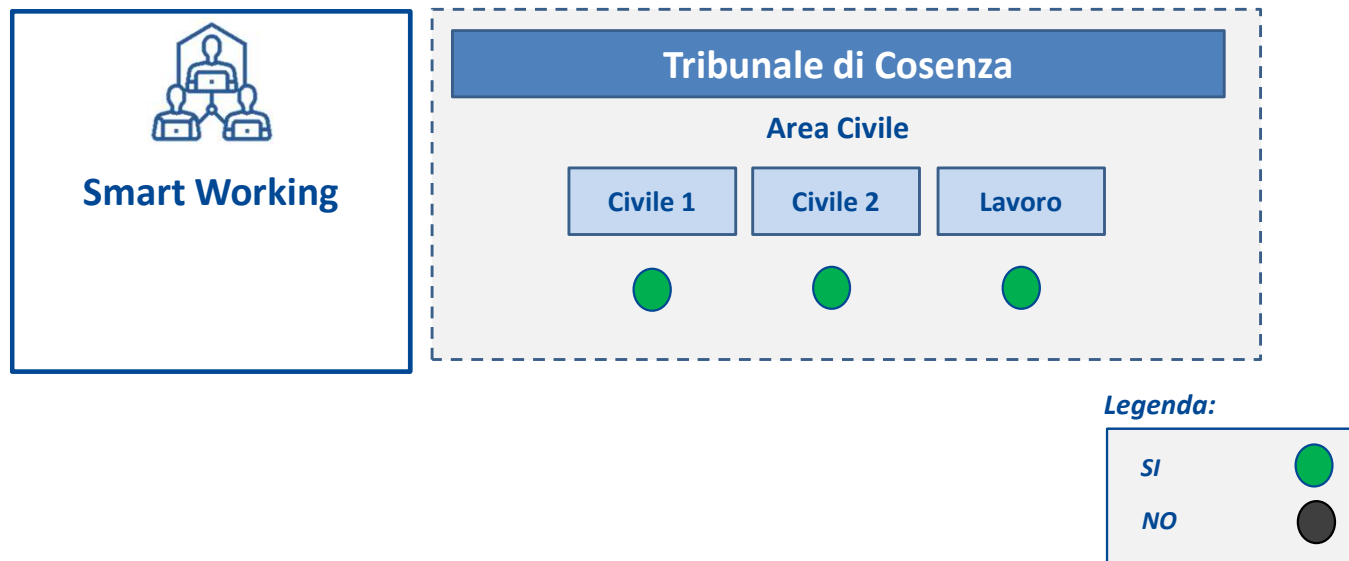 Smart Working
Tribunale di Cosenza
Area Civile
Civile 1
Civile 2
Lavoro
Legenda:
SI
NO